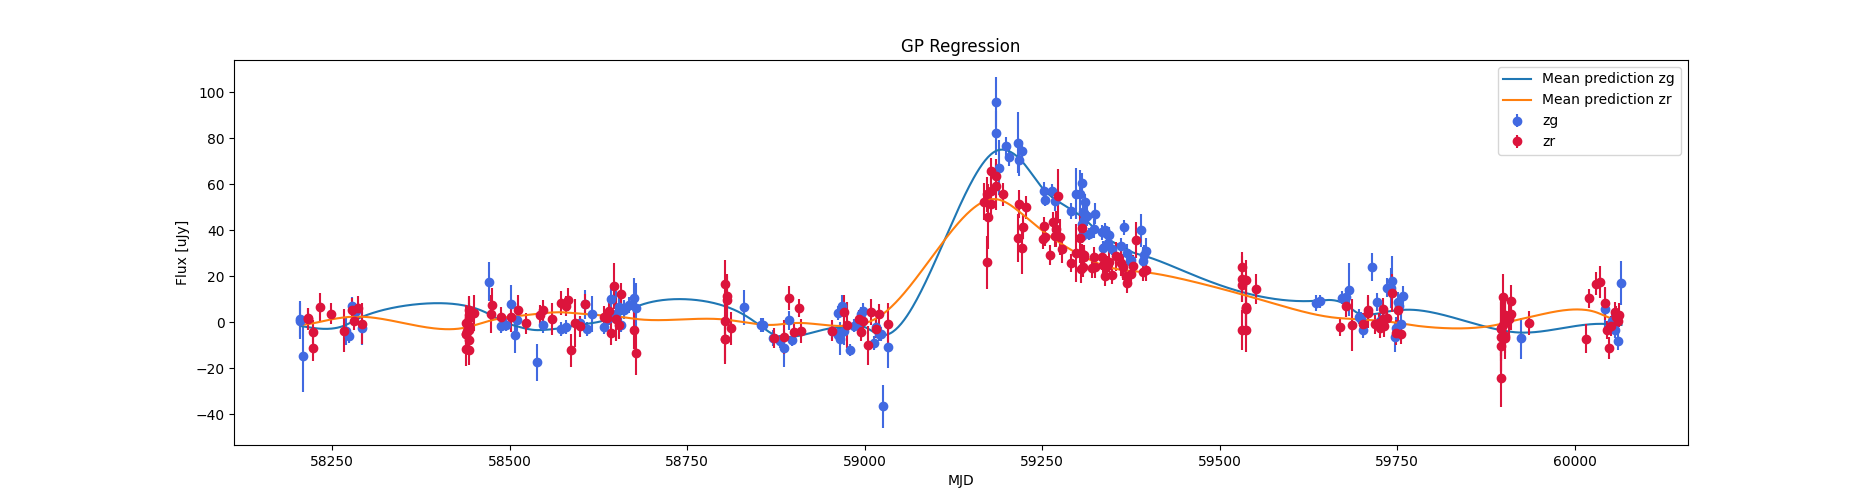 GP Regression
Flux [uJy]
100
80
60
40
20
0
−20
−40
58250
58500
58750
59000
59250
59500
59750
60000
MJD
Mean prediction zg
Mean prediction zr
zg
zr